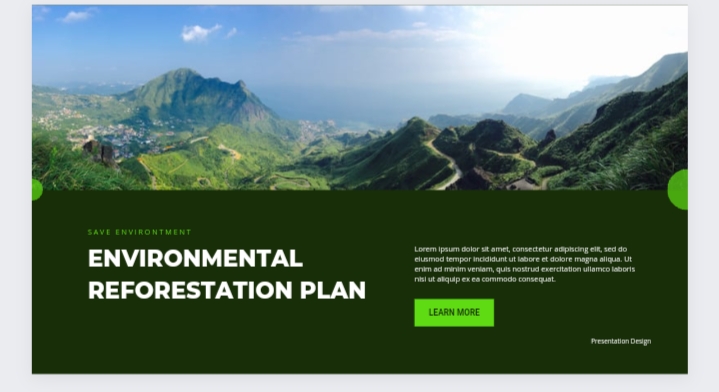 SAVE ENVIRONTMENT
ENVIRONMENTAL
REFORESTATION PLAN
Lorem ipsum dolor sit amet, consectetur adipiscing elit, sed do
eiusmod tempor incididunt ut labore et dolore magna aliqua. Ut
enim ad minim veniam, quis nostrud exercitation ullamco laboris
nisi ut aliquip ex ea commodo consequat.
LEARN MORE
Presentation Design